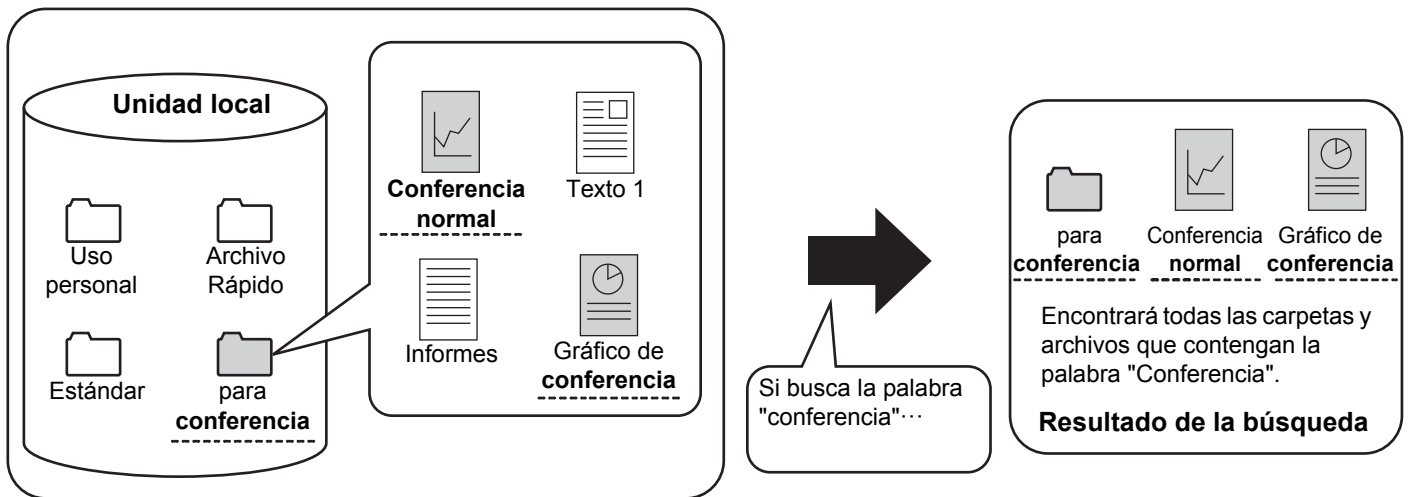 Unidad local
Uso
personal
Archivo
Rápido
Estándar
para
conferencia
Conferencia
normal
Texto 1
Informes
Gráfico de
conferencia
Si busca la palabra
"conferencia"···
para
conferencia
Conferencia
normal
Gráfico de
conferencia
Encontrará todas las carpetas y
archivos que contengan la
palabra "Conferencia".
Resultado de la búsqueda